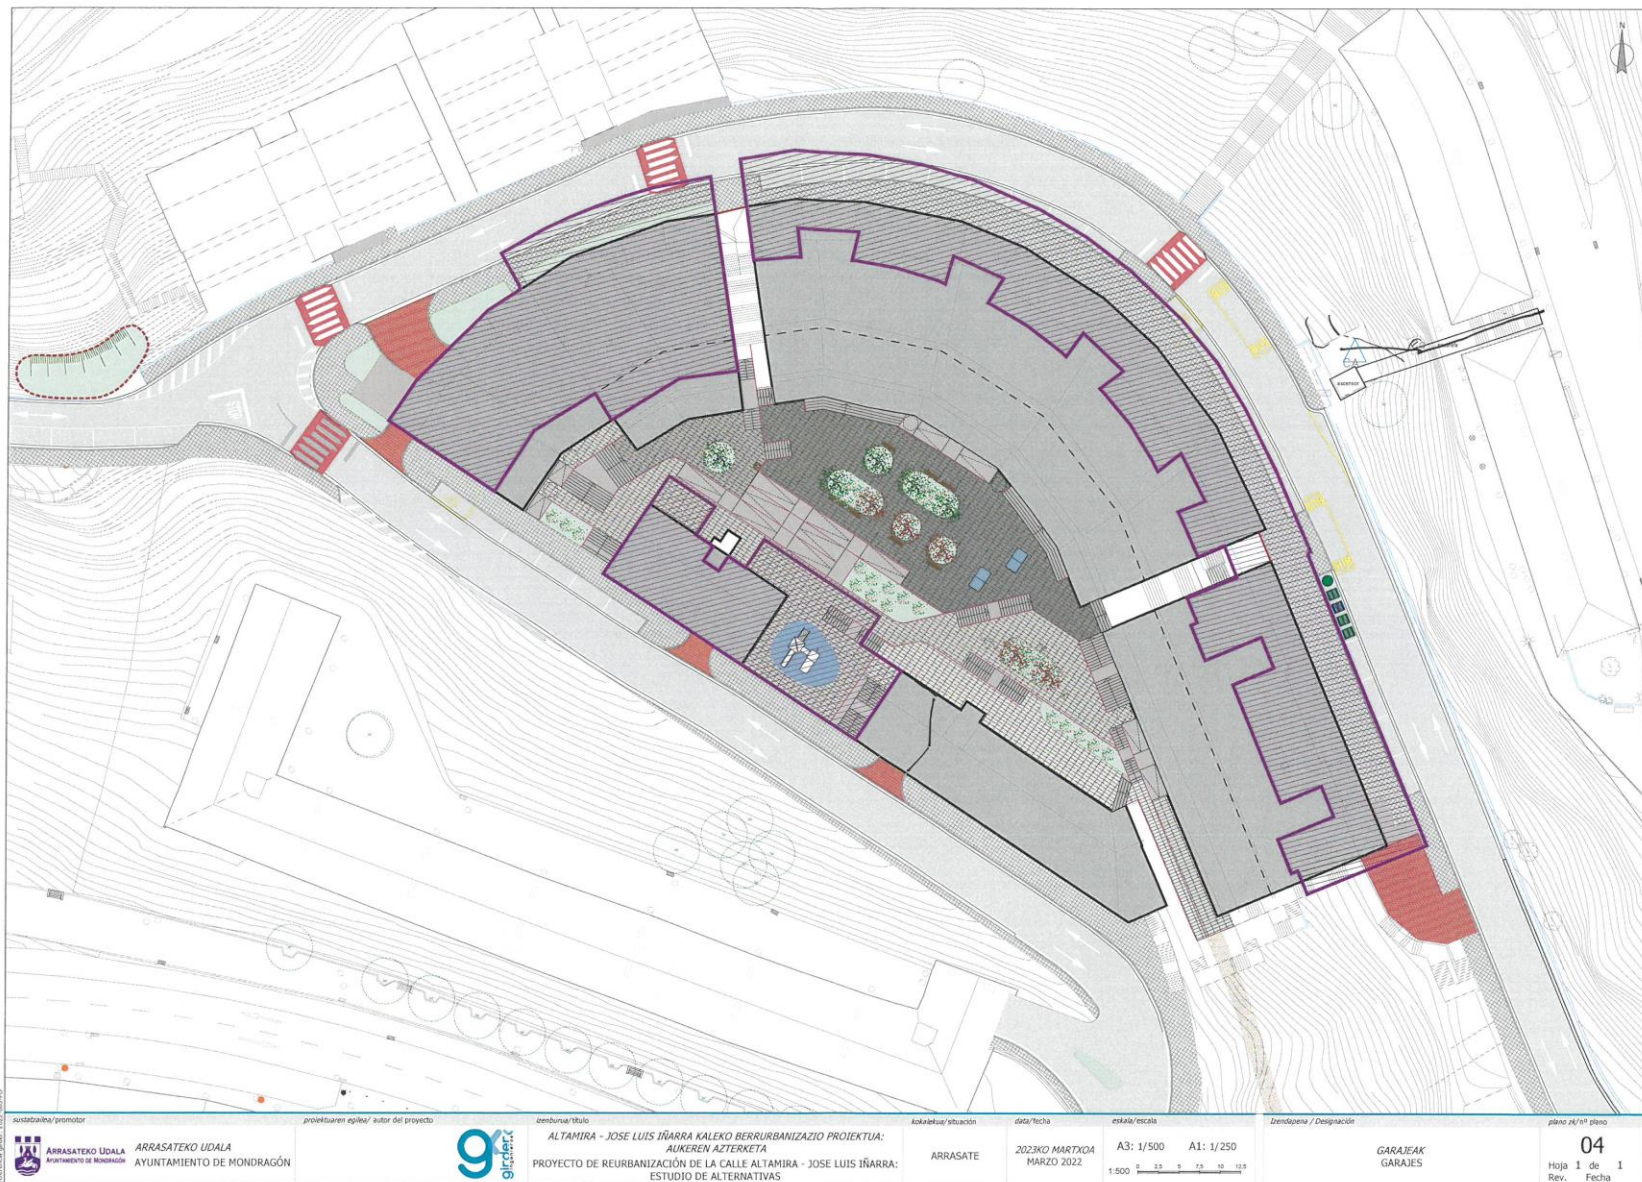 N
ascensor
sustatzailea/promotor
ARRASATEKO UDALA
AYUNTAMIENTO DE MONDRAGÓN
ARRASATEKO UDALA
AYUNTAMIENTO DE MONDRAGÓN
proiektuaren egilea/ autor del proyecto
girder
ingenieros
izenburua/título
ALTAMIRA - JOSE LUIS IÑARRA KALEKO BERRURBANIZAZIO PROIEKTUA:
AUKEREN AZTERKETA
PROYECTO DE REURBANIZACIÓN DE LA CALLE ALTAMIRA - JOSE LUIS IÑARRA:
ESTUDIO DE ALTERNATIVAS
kokalekua/situación
ARRASATE
data/fecha
2023KO MARTXOA
MARZO 2022
eskala/escala
A3: 1/500 A1: 1/250
1:500 0 2,5 5 7,5 10 12,5
Izendapena / Designación
GARAJEAK
GARAJES
plano zk/nº plano
04
Hoja 1 de 1
Rev. Fecha